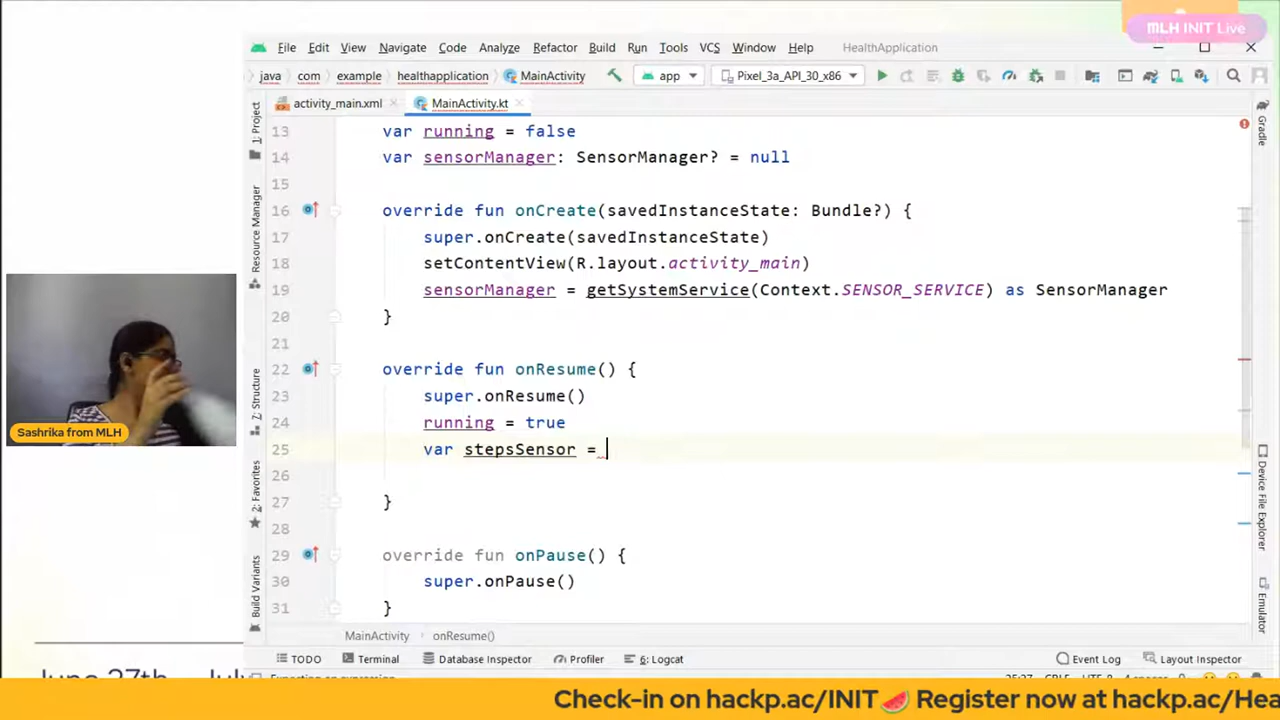 MLH INIT Live
File Edit View Navigate Code Analyze Refactor Build Run Tools VCS Window Help HealthApplication
java com example healthapplication MainActivity app Pixel_3a_API_30_x86
activity_main.xml MainActivity.kt
1: Project
Resource Manager
7: Structure
2: Favorites
Build Variants
13 var running = false
14 var sensorManager: SensorManager? = null
15
16 override fun onCreate(savedInstanceState: Bundle?) {
17 super.onCreate(savedInstanceState)
18 setContentView(R.layout.activity_main)
19 sensorManager = getSystemService(Context.SENSOR_SERVICE) as SensorManager
20 }
21
22 override fun onResume() {
23 super.onResume()
24 running = true
25 var stepsSensor =
26
27 }
28
29 override fun onPause() {
30 super.onPause()
31 }
Gradle
Device File Explorer
Emulator
Sashrika from MLH
MainActivity onResume()
TODO Terminal Database Inspector Profiler 6: Logcat Event Log Layout Inspector
Check-in on hackp.ac/INIT🍉 Register now at hackp.ac/Hea